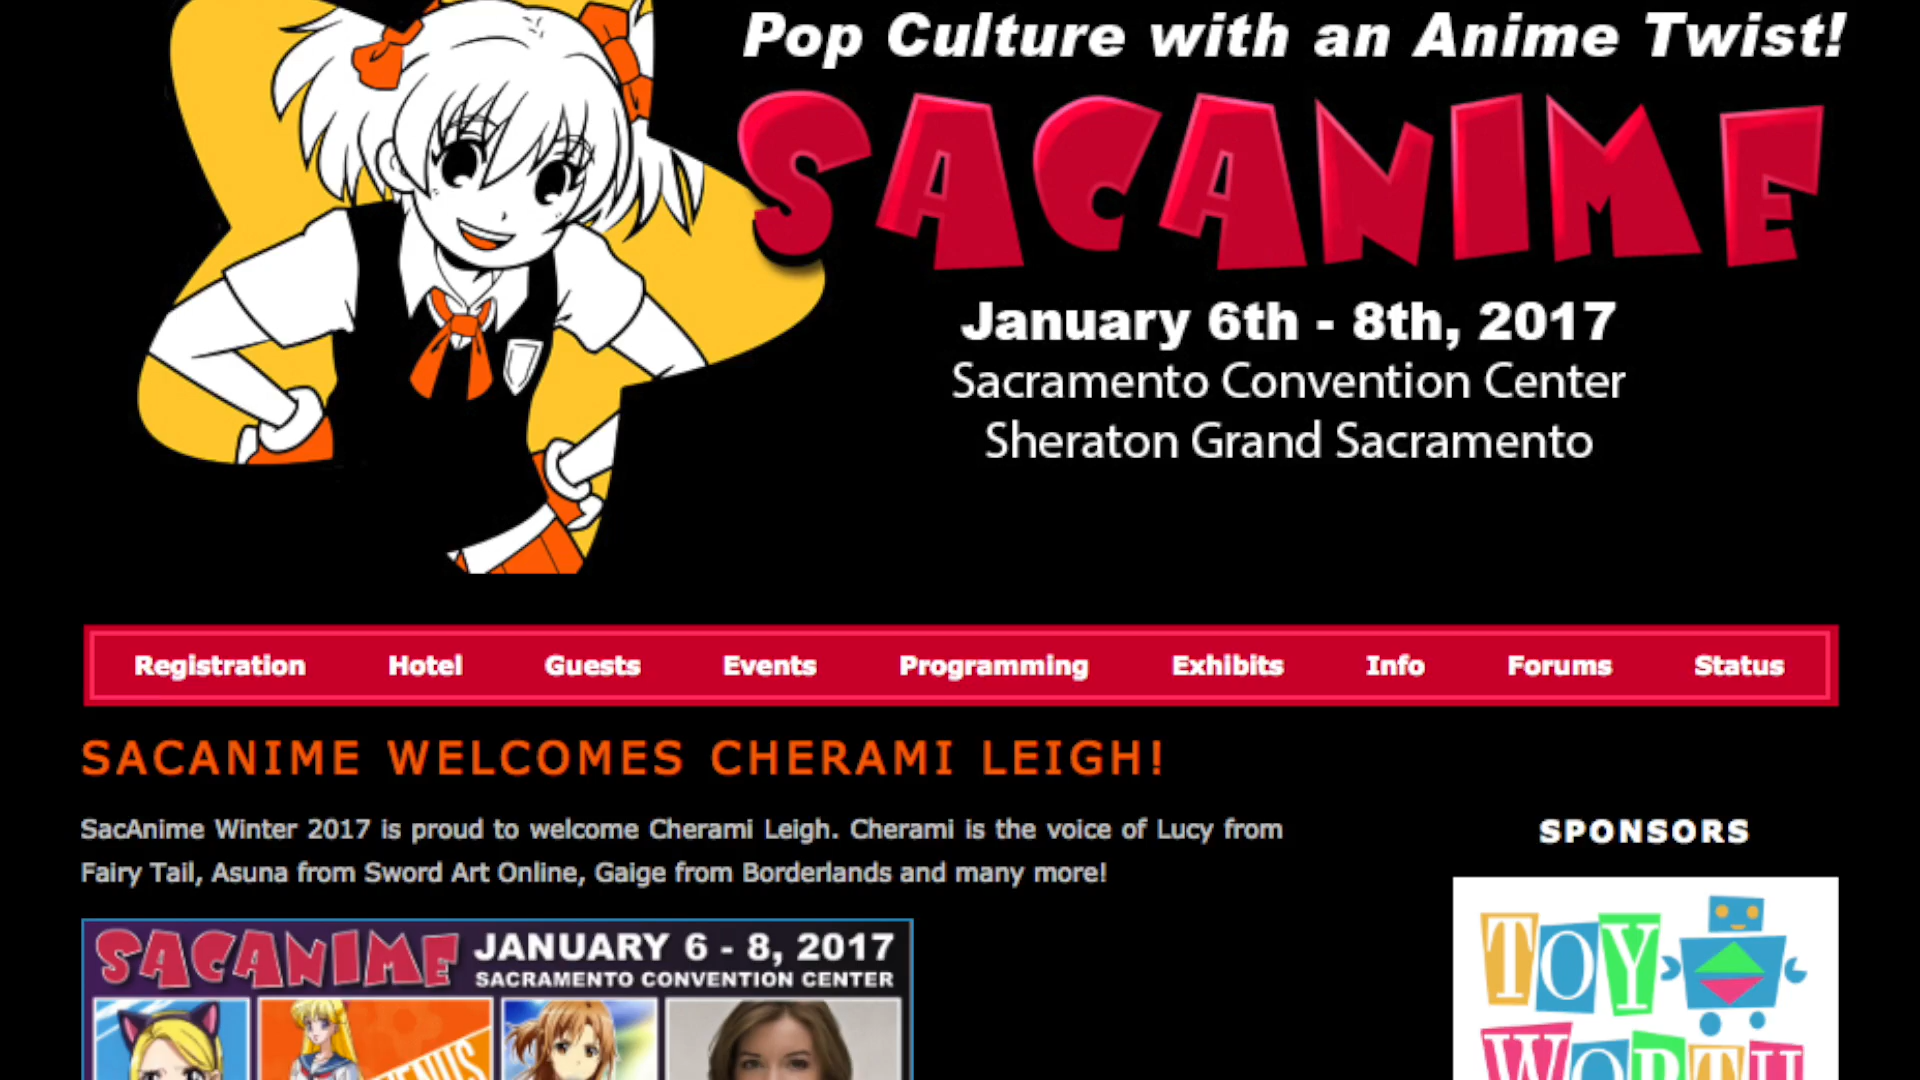 Pop Culture with an Anime Twist!
SACANIME
January 6th - 8th, 2017
Sacramento Convention Center
Sheraton Grand Sacramento
Registration Hotel Guests Events Programming Exhibits Info Forums Status
SACANIME WELCOMES CHERAMI LEIGH!
SacAnime Winter 2017 is proud to welcome Cherami Leigh. Cherami is the voice of Lucy from
Fairy Tail, Asuna from Sword Art Online, Gaige from Borderlands and many more!
SPONSORS
SACANIME JANUARY 6 - 8, 2017
SACRAMENTO CONVENTION CENTER
TOY
WORTH